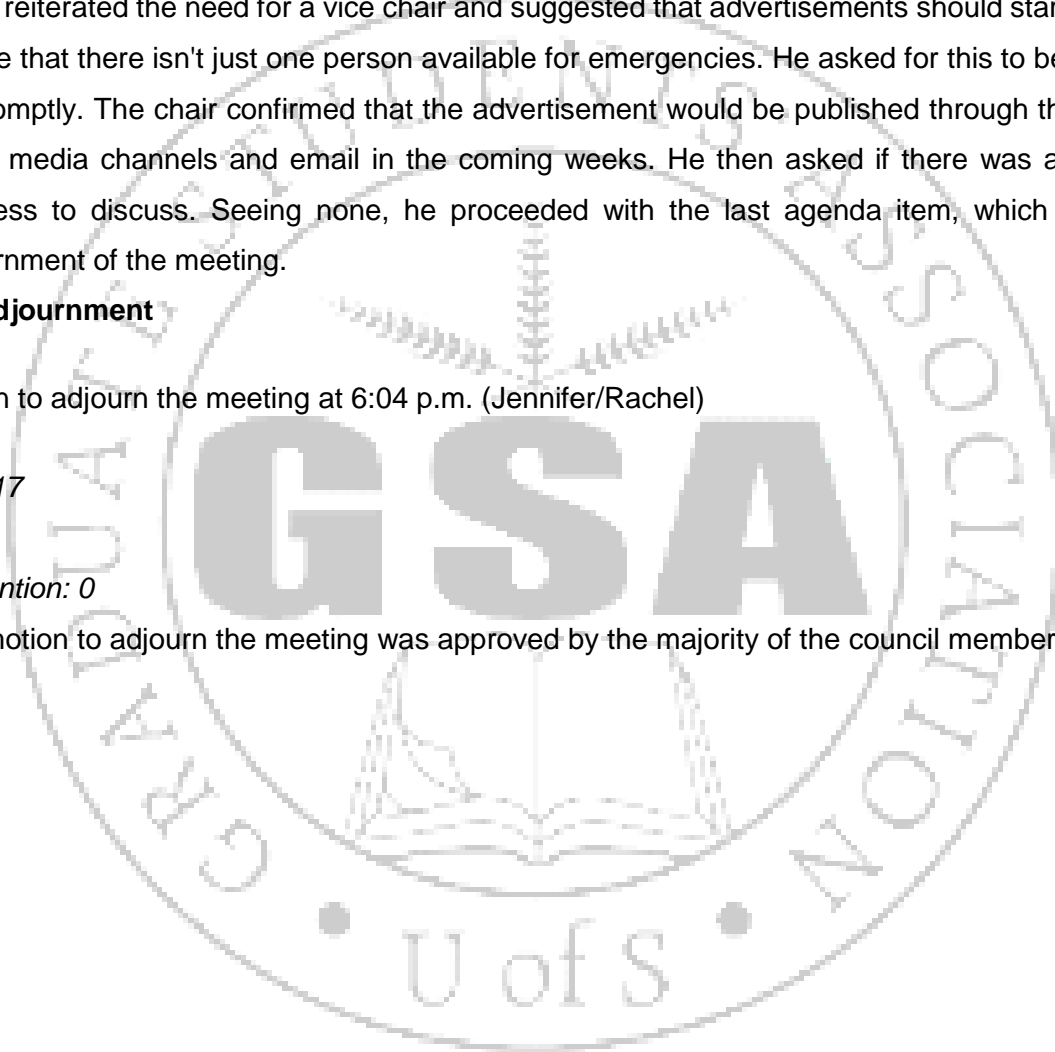 reiterated the need for a vice chair and suggested that advertisements should star
e that there isn't just one person available for emergencies. He asked for this to be
omptly. The chair confirmed that the advertisement would be published through th
media channels and email in the coming weeks. He then asked if there was a
ess to discuss. Seeing none, he proceeded with the last agenda item, which
rnment of the meeting.
djournment
n to adjourn the meeting at 6:04 p.m. (Jennifer/Rachel)
17
ntion: 0
notion to adjourn the meeting was approved by the majority of the council member
GRADUATE STUDENTS' ASSOCIATION
GSA
U of S